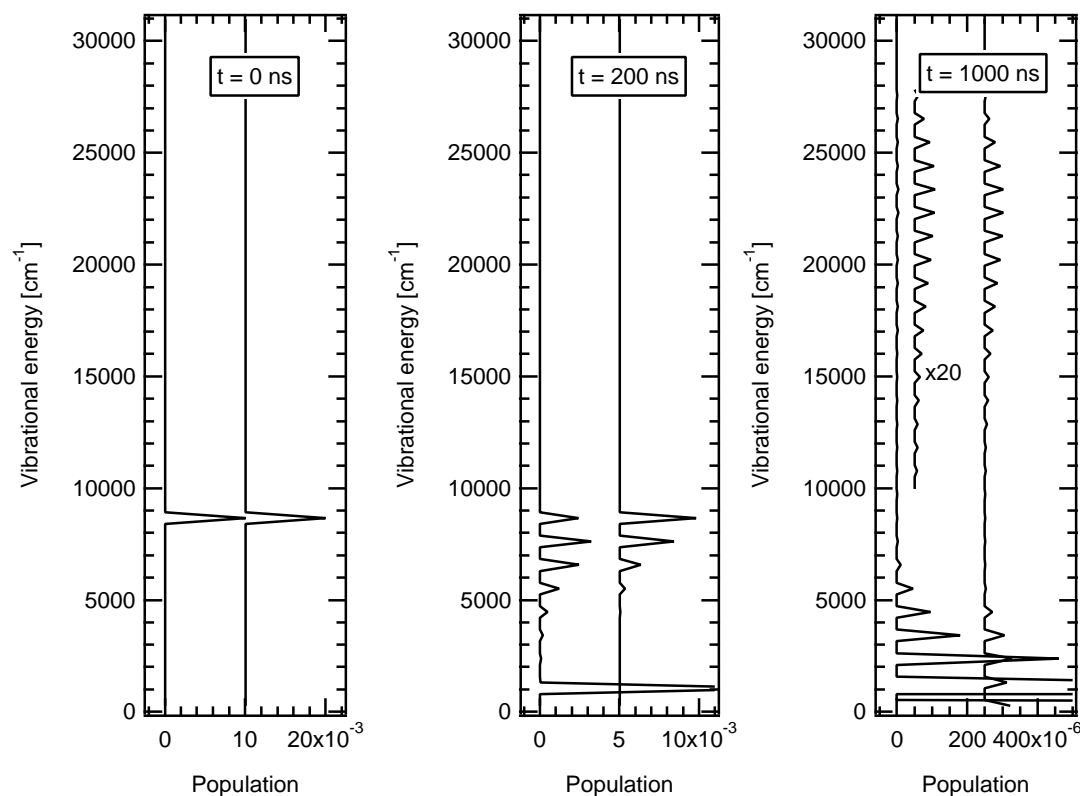 t = 0 ns
30000
25000
20000
15000
10000
5000
0
Vibrational energy [cm-1]
0 10 20x10-3
Population
t = 200 ns
30000
25000
20000
15000
10000
5000
0
Vibrational energy [cm-1]
0 5 10x10-3
Population
t = 1000 ns
30000
25000
20000
15000
10000
5000
0
x20
Vibrational energy [cm-1]
0 200 400x10-6
Population